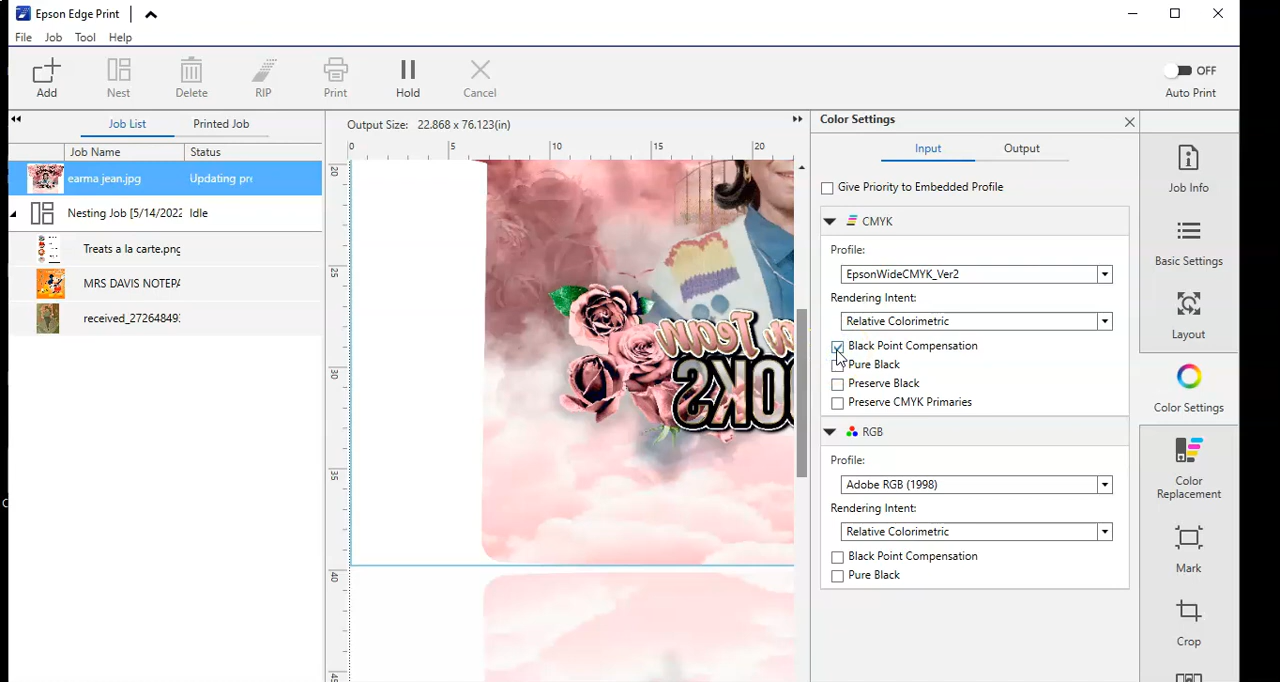 Epson Edge Print
File Job Tool Help
Add Nest Delete RIP Print Hold Cancel
OFF
Auto Print
Job List Printed Job
Job Name Status
earma jean.jpg Updating pr
Nesting Job [5/14/2022 Idle
Treats a la carte.png
MRS DAVIS NOTEPA
received_27264849
Output Size: 22.868 x 76.123(in)
0 5 10 15 20
20
25
30
35
40
45
Color Settings
Input Output
Give Priority to Embedded Profile
CMYK
Profile:
EpsonWideCMYK_Ver2
Rendering Intent:
Relative Colorimetric
Black Point Compensation
Pure Black
Preserve Black
Preserve CMYK Primaries
RGB
Profile:
Adobe RGB (1998)
Rendering Intent:
Relative Colorimetric
Black Point Compensation
Pure Black
Job Info
Basic Settings
Layout
Color Settings
Color
Replacement
Mark
Crop
a Jean
OOKS